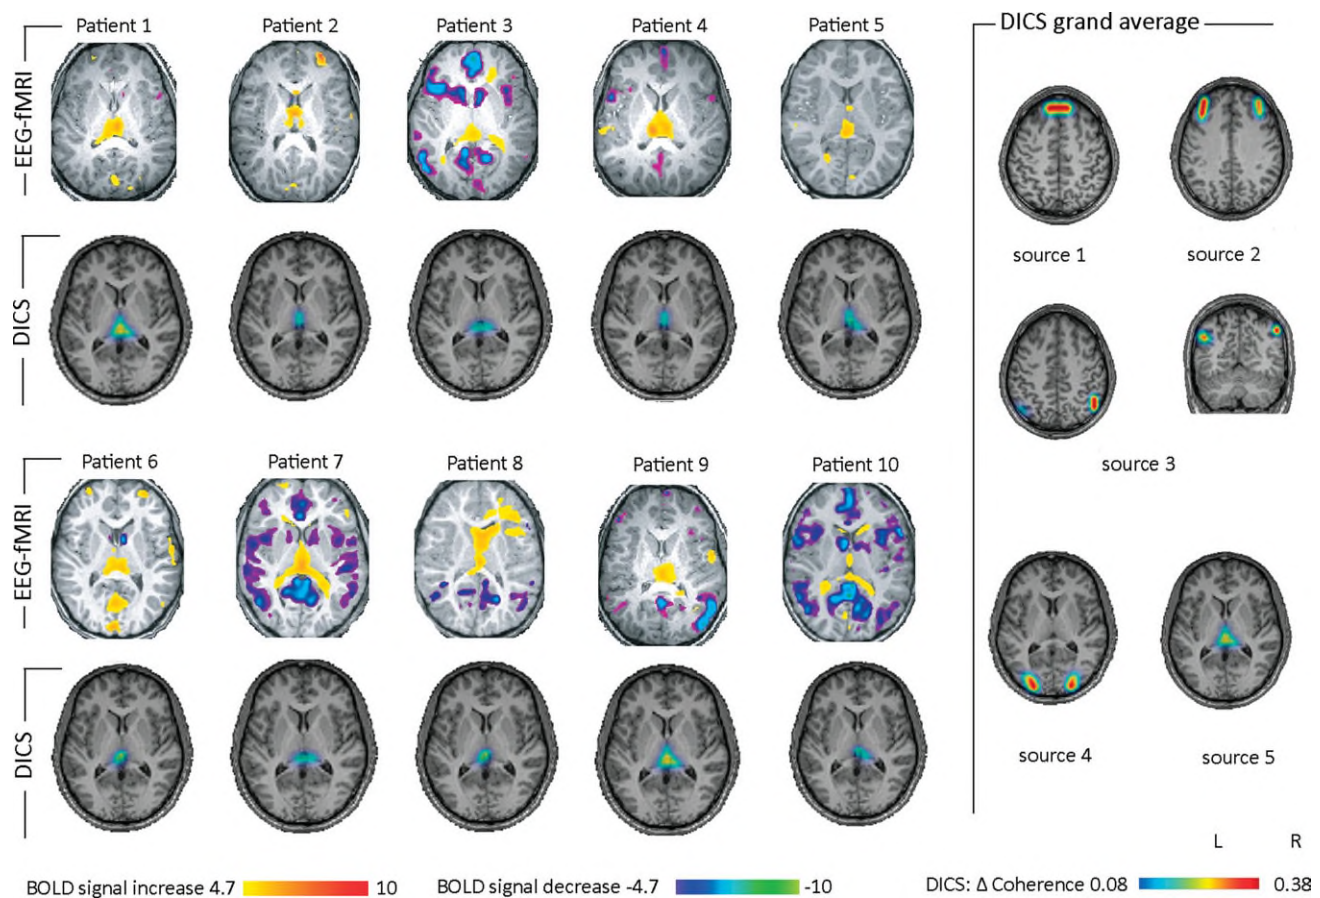 Patient 1
Patient 2
Patient 3
Patient 4
Patient 5
EEG-fMRI
DICS
Patient 6
Patient 7
Patient 8
Patient 9
Patient 10
EEG-fMRI
DICS
BOLD signal increase 4.7
10
BOLD signal decrease -4.7
-10
DICS grand average
source 1
source 2
source 3
source 4
source 5
L
R
DICS: Δ Coherence 0.08
0.38